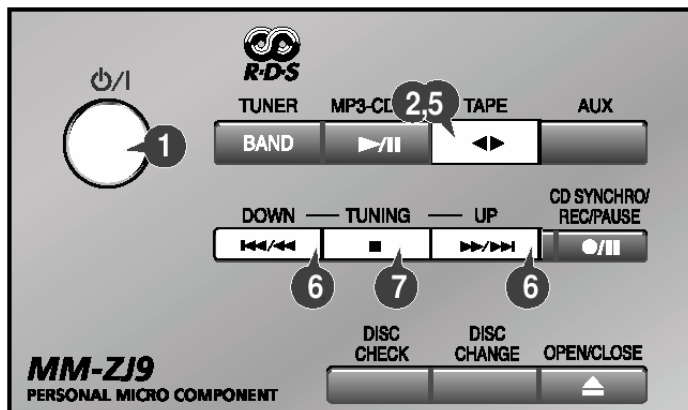 R·D·S
⏻/I
TUNER MP3-CD 2,5 TAPE AUX
1
BAND ►/II ◄►
CD SYNCHRO/
REC/PAUSE
DOWN — TUNING — UP
I◄◄/◄◄ ■ ►►/►►I ●/II
6 7 6
DISC CHECK DISC CHANGE OPEN/CLOSE
MM-ZJ9
PERSONAL MICRO COMPONENT